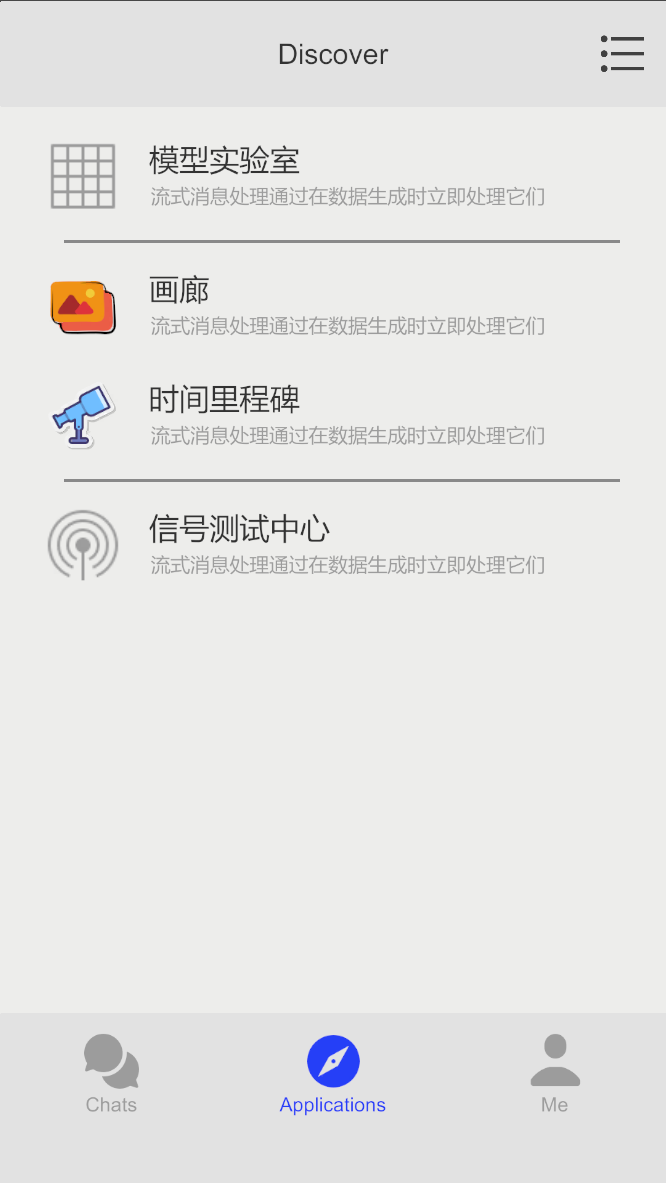 Discover
模型实验室
流式消息处理通过在数据生成时立即处理它们
画廊
流式消息处理通过在数据生成时立即处理它们
时间里程碑
流式消息处理通过在数据生成时立即处理它们
信号测试中心
流式消息处理通过在数据生成时立即处理它们
Chats
Applications
Me